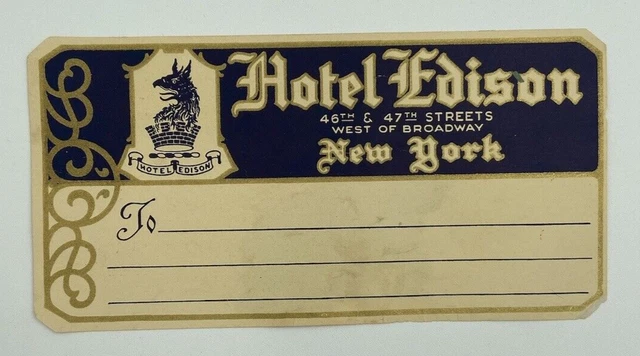 Hotel Edison
46TH & 47TH STREETS
WEST OF BROADWAY
New York
HOTEL EDISON
To